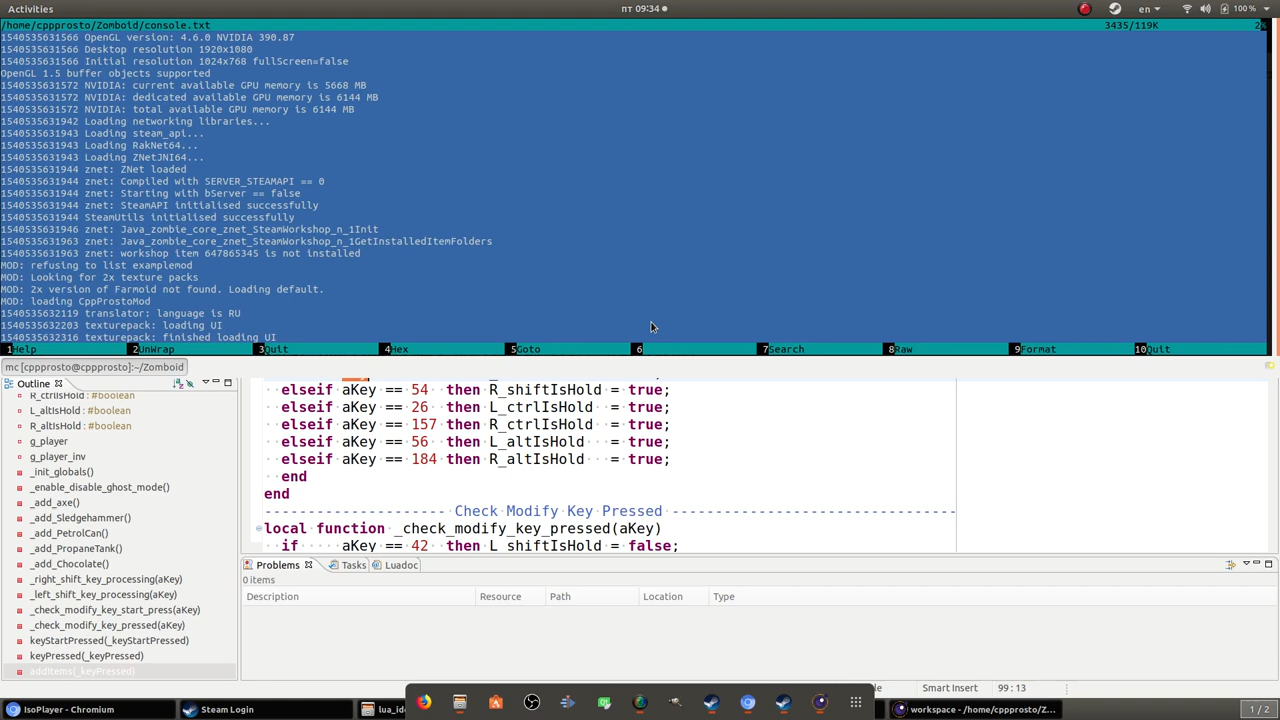 Activities
пт 09:34
en
100 %
/home/cppprosto/Zomboid/console.txt 3435/119K 2%
1540535631566 OpenGL version: 4.6.0 NVIDIA 390.87
1540535631566 Desktop resolution 1920x1080
1540535631566 Initial resolution 1024x768 fullScreen=false
OpenGL 1.5 buffer objects supported
1540535631572 NVIDIA: current available GPU memory is 5668 MB
1540535631572 NVIDIA: dedicated available GPU memory is 6144 MB
1540535631572 NVIDIA: total available GPU memory is 6144 MB
1540535631942 Loading networking libraries...
1540535631943 Loading steam_api...
1540535631943 Loading RakNet64...
1540535631943 Loading ZNetJNI64...
1540535631944 znet: ZNet loaded
1540535631944 znet: Compiled with SERVER_STEAMAPI == 0
1540535631944 znet: Starting with bServer == false
1540535631944 znet: SteamAPI initialised successfully
1540535631944 SteamUtils initialised successfully
1540535631946 znet: Java_zombie_core_znet_SteamWorkshop_n_1Init
1540535631963 znet: Java_zombie_core_znet_SteamWorkshop_n_1GetInstalledItemFolders
1540535631963 znet: workshop item 647865345 is not installed
MOD: refusing to list examplemod
MOD: Looking for 2x texture packs
MOD: 2x version of Farmoid not found. Loading default.
MOD: loading CppProstoMod
1540535632119 translator: language is RU
1540535632203 texturepack: loading UI
1540535632316 texturepack: finished loading UI
1Help 2UnWrap 3Quit 4Hex 5Goto 6 7Search 8Raw 9Format 10Quit
mc [cppprosto@cppprosto]:~/Zomboid
Outline
R_ctrlIsHold : #boolean
L_altIsHold : #boolean
R_altIsHold : #boolean
g_player
g_player_inv
_init_globals()
_enable_disable_ghost_mode()
_add_axe()
_add_Sledgehammer()
_add_PetrolCan()
_add_PropaneTank()
_add_Chocolate()
_right_shift_key_processing(aKey)
_left_shift_key_processing(aKey)
_check_modify_key_start_press(aKey)
_check_modify_key_pressed(aKey)
keyStartPressed(_keyStartPressed)
keyPressed(_keyPressed)
addItems(_keyPressed)
elseif aKey == 54 then R_shiftIsHold = true;
elseif aKey == 26 then L_ctrlIsHold = true;
elseif aKey == 157 then R_ctrlIsHold = true;
elseif aKey == 56 then L_altIsHold = true;
elseif aKey == 184 then R_altIsHold = true;
end
end
--------------------- Check Modify Key Pressed ---------------------------------
local function _check_modify_key_pressed(aKey)
if aKey == 42 then L_shiftIsHold = false;
Problems Tasks Luadoc
0 items
Description Resource Path Location Type
Smart Insert 99 : 13
IsoPlayer - Chromium
Steam Login
workspace - /home/cppprosto/Z...
1 / 2